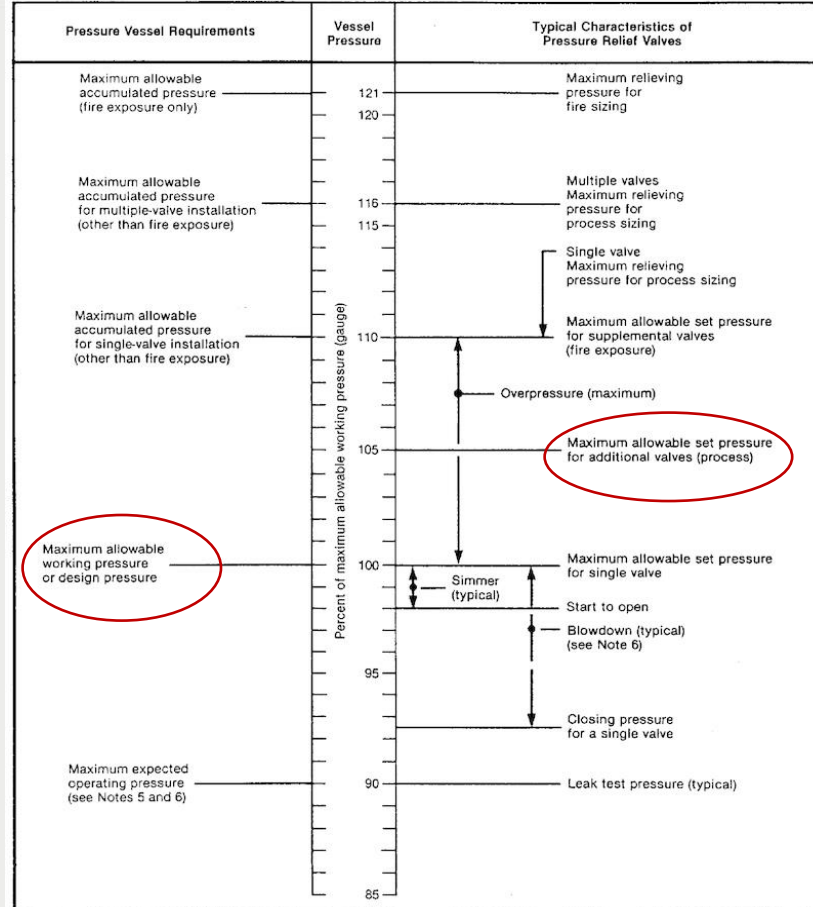 Pressure Vessel Requirements
Vessel
Pressure
Typical Characteristics of
Pressure Relief Valves
Maximum allowable
accumulated pressure
(fire exposure only)
121
Maximum relieving
pressure for
fire sizing
120
Maximum allowable
accumulated pressure
for multiple-valve installation
(other than fire exposure)
116
Multiple valves
Maximum relieving
pressure for
process sizing
115
Single valve
Maximum relieving
pressure for process sizing
Maximum allowable
accumulated pressure
for single-valve installation
(other than fire exposure)
110
Maximum allowable set pressure
for supplemental valves
(fire exposure)
Overpressure (maximum)
Percent of maximum allowable working pressure (gauge)
105
Maximum allowable set pressure
for additional valves (process)
Maximum allowable
working pressure
or design pressure
100
Maximum allowable set pressure
for single valve
Simmer
(typical)
Start to open
Blowdown (typical)
(see Note 6)
95
Closing pressure
for a single valve
Maximum expected
operating pressure
(see Notes 5 and 6)
90
Leak test pressure (typical)
85